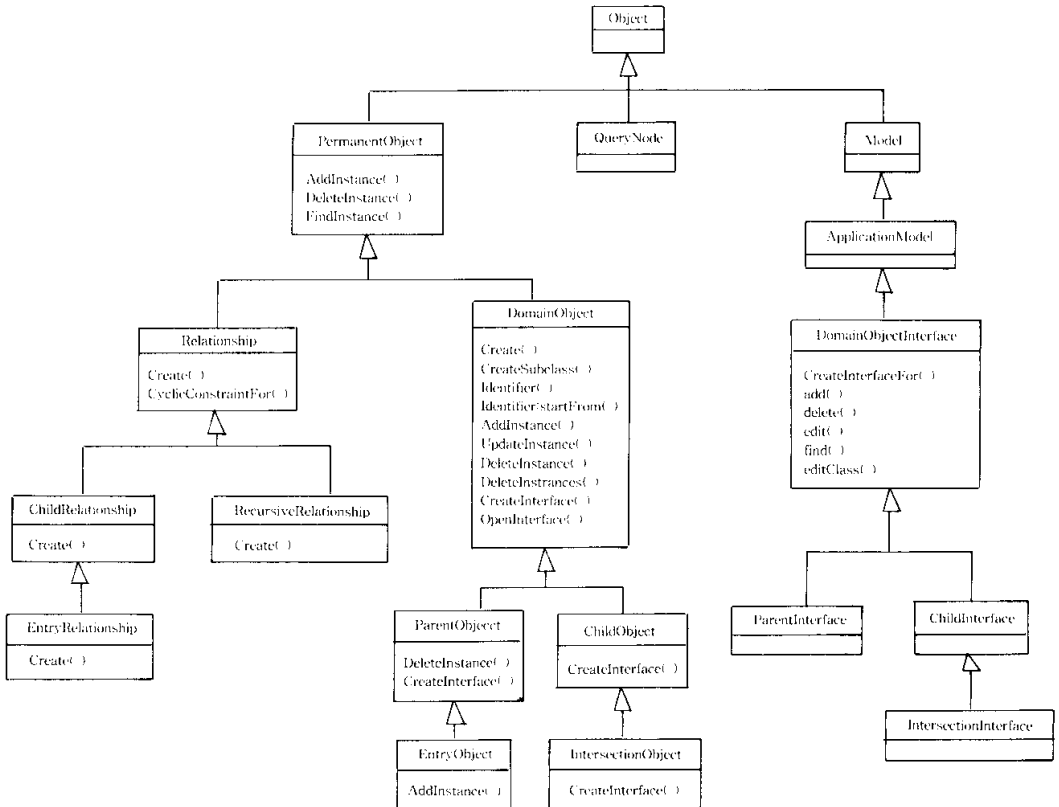 Object
PermanentObject
AddInstance( )
DeleteInstance( )
FindInstance( )
QueryNode
Model
ApplicationModel
Relationship
Create( )
CyclicConstraintFor( )
DomainObject
Create( )
CreateSubclass( )
Identifier( )
Identifier:startFrom( )
AddInstance( )
UpdateInstance( )
DeleteInstance( )
DeleteInstrances( )
CreateInterface( )
OpenInterface( )
DomainObjectInterface
CreateInterfaceFor( )
add( )
delete( )
edit( )
find( )
editClass( )
ChildRelationship
Create( )
RecursiveRelationship
Create( )
EntryRelationship
Create( )
ParentObjecct
DeleteInstance( )
CreateInterface( )
ChildObject
CreateInterface( )
ParentInterface
ChildInterface
EntryObject
AddInstance( )
IntersectionObject
CreateInterface( )
IntersectionInterface